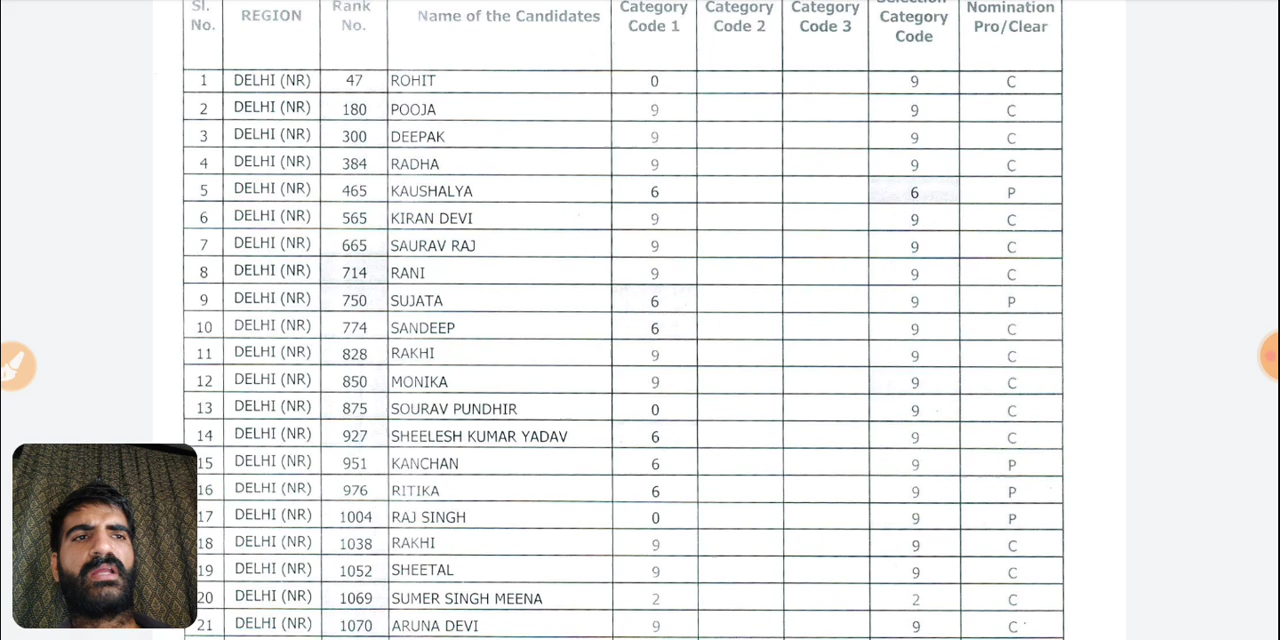 Sl. No. REGION Rank No. Name of the Candidates Category Code 1 Category Code 2 Category Code 3 Selection Category Code Nomination Pro/Clear
1 DELHI (NR) 47 ROHIT 0 9 C
2 DELHI (NR) 180 POOJA 9 9 C
3 DELHI (NR) 300 DEEPAK 9 9 C
4 DELHI (NR) 384 RADHA 9 9 C
5 DELHI (NR) 465 KAUSHALYA 6 6 P
6 DELHI (NR) 565 KIRAN DEVI 9 9 C
7 DELHI (NR) 665 SAURAV RAJ 9 9 C
8 DELHI (NR) 714 RANI 9 9 C
9 DELHI (NR) 750 SUJATA 6 9 P
10 DELHI (NR) 774 SANDEEP 6 9 C
11 DELHI (NR) 828 RAKHI 9 9 C
12 DELHI (NR) 850 MONIKA 9 9 C
13 DELHI (NR) 875 SOURAV PUNDHIR 0 9 C
14 DELHI (NR) 927 SHEELESH KUMAR YADAV 6 9 C
15 DELHI (NR) 951 KANCHAN 6 9 P
16 DELHI (NR) 976 RITIKA 6 9 P
17 DELHI (NR) 1004 RAJ SINGH 0 9 P
18 DELHI (NR) 1038 RAKHI 9 9 C
19 DELHI (NR) 1052 SHEETAL 9 9 C
20 DELHI (NR) 1069 SUMER SINGH MEENA 2 2 C
21 DELHI (NR) 1070 ARUNA DEVI 9 9 C